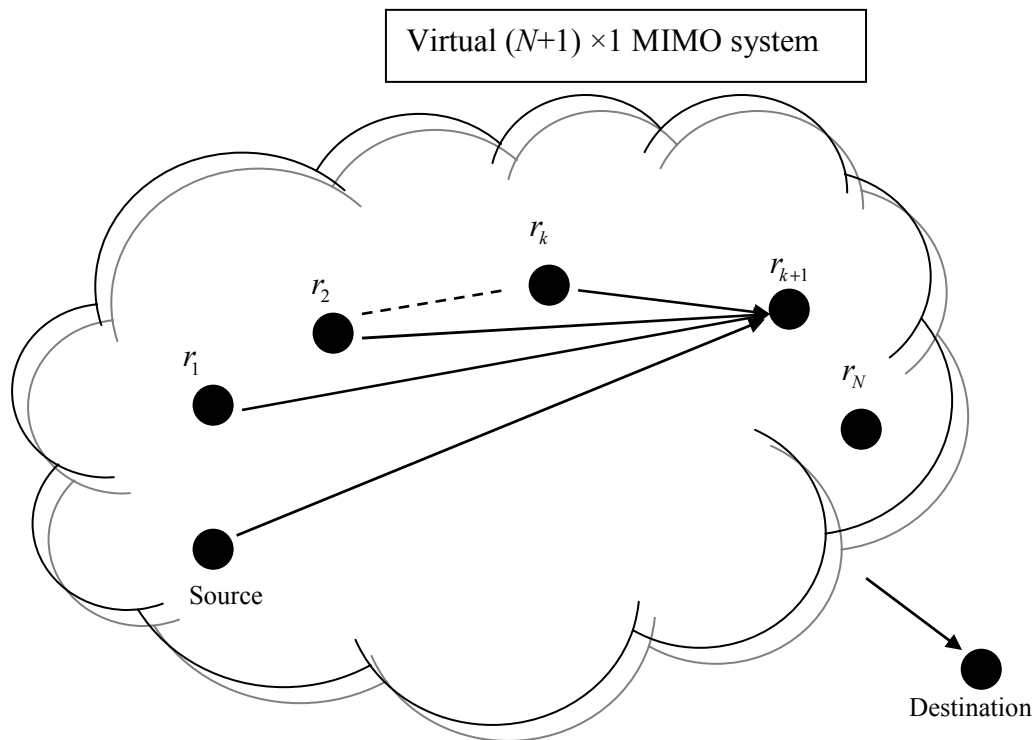 Virtual (N+1) ×1 MIMO system
r_k
r_{k+1}
r_2
r_1
r_N
Source
Destination